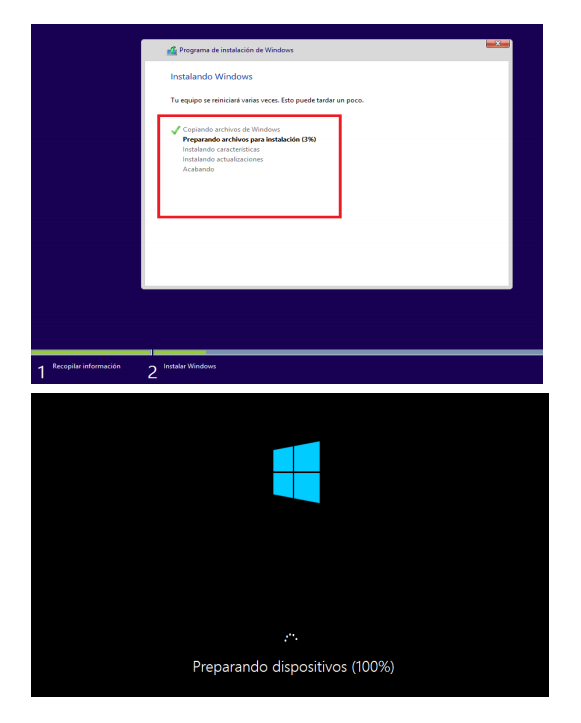 Programa de instalación de Windows
Instalando Windows
Tu equipo se reiniciará varias veces. Esto puede tardar un poco.
Copiando archivos de Windows
Preparando archivos para instalación (3%)
Instalando características
Instalando actualizaciones
Acabando
1 Recopilar información
2 Instalar Windows
Preparando dispositivos (100%)